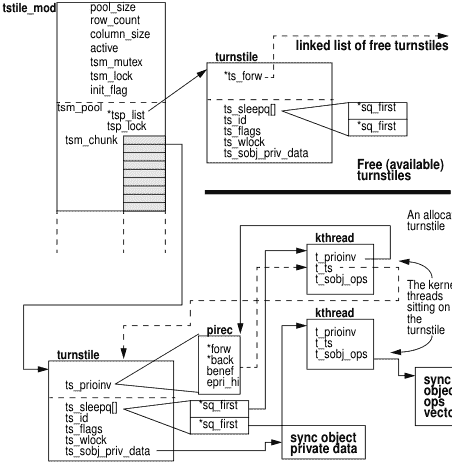 tstile_mod
pool_size
row_count
column_size
active
tsm_mutex
tsm_lock
init_flag
tsm_pool
*tsp_list
tsp_lock
tsm_chunk
turnstile
linked list of free turnstiles
*ts_forw
ts_sleepq[]
ts_id
ts_flags
ts_wlock
ts_sobj_priv_data
*sq_first
*sq_first
Free (available)
turnstiles
An alloca
turnstile
kthread
t_prioinv
t_ts
t_sobj_ops
The kerne
threads
sitting on
the
turnstile
kthread
t_prioinv
t_ts
t_sobj_ops
pirec
*forw
*back
benef
epri_hi
turnstile
ts_prioinv
ts_sleepq[]
ts_id
ts_flags
ts_wlock
ts_sobj_priv_data
*sq_first
*sq_first
sync object
private data
sync
objec
ops
vecto